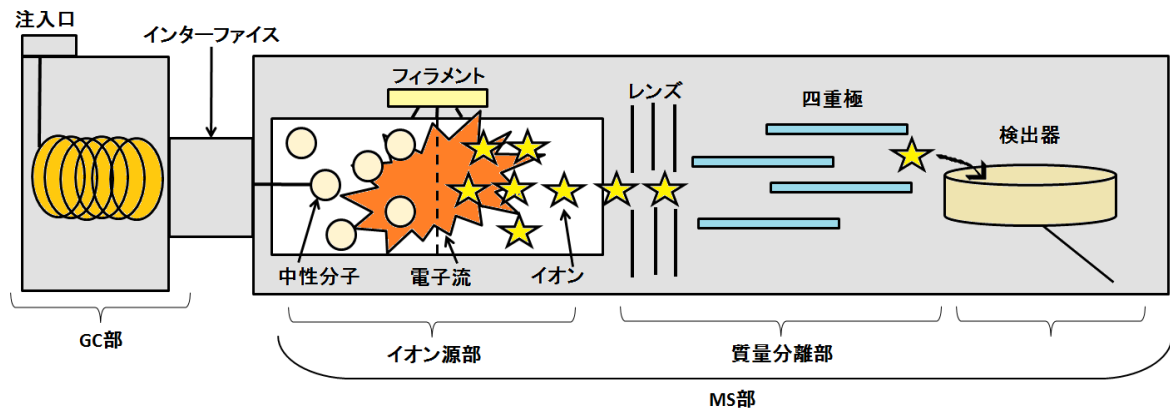 注入口
インターファイス
フィラメント
レンズ
四重極
検出器
中性分子
電子流
イオン
GC部
イオン源部
質量分離部
MS部